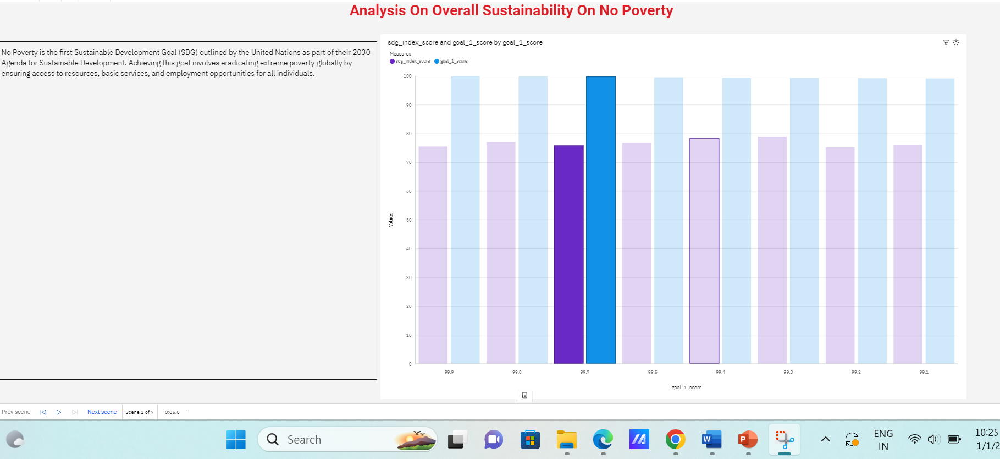 Analysis On Overall Sustainability On No Poverty
No Poverty is the first Sustainable Development Goal (SDG) outlined by the United Nations as part of their 2030
Agenda for Sustainable Development. Achieving this goal involves eradicating extreme poverty globally by
ensuring access to resources, basic services, and employment opportunities for all individuals.
sdg_index_score and goal_1_score by goal_1_score
Measures
sdg_index_score goal_1_score
100
90
80
70
60
50
40
30
20
10
0
Values
99.9 99.8 99.7 99.5 99.4 99.3 99.2 99.1
goal_1_score
Prev scene Next scene Scene 1 of 7 0:05.0
Search
W
P
ENG
IN
10:25
1/1/2